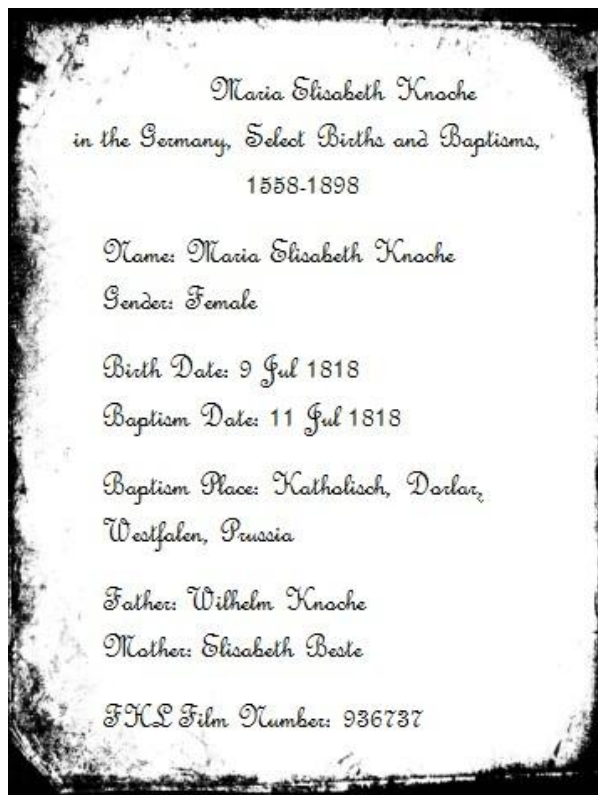 Maria Elisabeth Knoche
in the Germany, Select Births and Baptisms,
1558-1898
Name: Maria Elisabeth Knoche
Gender: Female
Birth Date: 9 Jul 1818
Baptism Date: 11 Jul 1818
Baptism Place: Katholisch, Dorlar,
Westfalen, Prussia
Father: Wilhelm Knoche
Mother: Elisabeth Beste
FHL Film Number: 936737